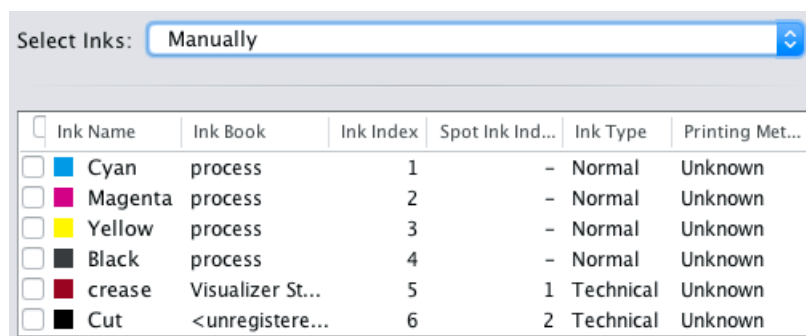 Select Inks: Manually
Ink Name Ink Book Ink Index Spot Ink Ind... Ink Type Printing Met...
Cyan process 1 – Normal Unknown
Magenta process 2 – Normal Unknown
Yellow process 3 – Normal Unknown
Black process 4 – Normal Unknown
crease Visualizer St... 5 1 Technical Unknown
Cut <unregistere... 6 2 Technical Unknown